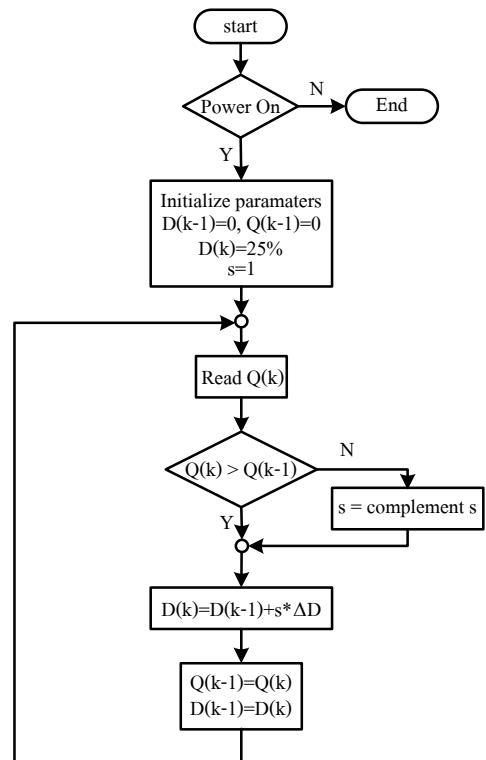 start
Power On
N
End
Y
Initialize paramaters
D(k-1)=0, Q(k-1)=0
D(k)=25%
s=1
Read Q(k)
Q(k) > Q(k-1)
N
s = complement s
Y
D(k)=D(k-1)+s* ΔD
Q(k-1)=Q(k)
D(k-1)=D(k)